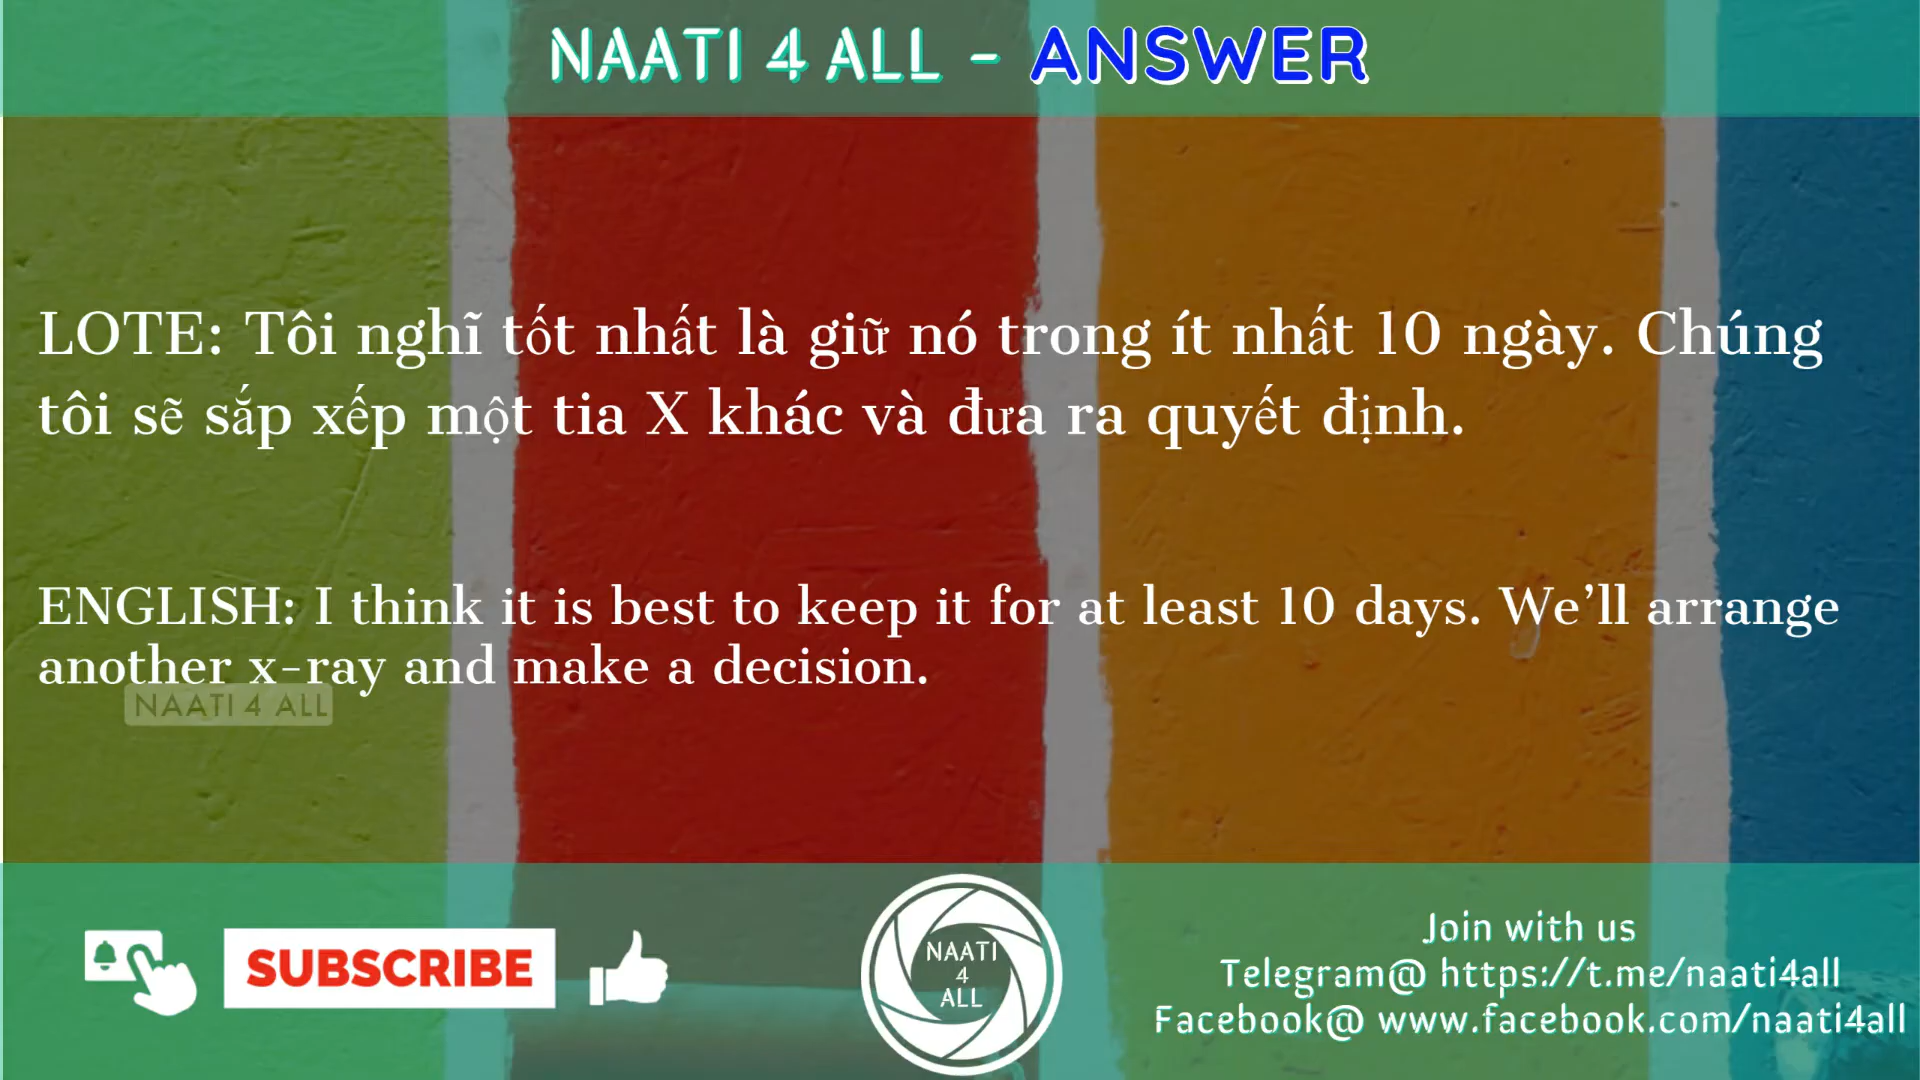 NAATI 4 ALL - ANSWER
LOTE: Tôi nghĩ tốt nhất là giữ nó trong ít nhất 10 ngày. Chúng
tôi sẽ sắp xếp một tia X khác và đưa ra quyết định.
ENGLISH: I think it is best to keep it for at least 10 days. We’ll arrange
another x-ray and make a decision.
NAATI 4 ALL
SUBSCRIBE
NAATI
4
ALL
Join with us
Telegram@ https://t.me/naati4all
Facebook@ www.facebook.com/naati4all